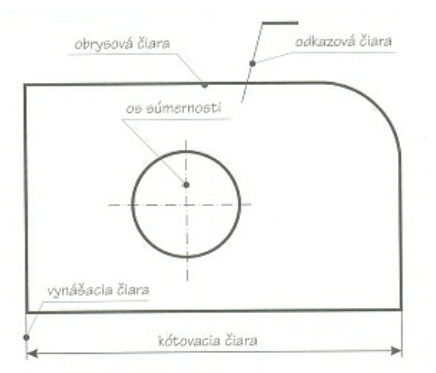 obrysová čiara
odkazová čiara
os súmernosti
vynášacia čiara
kótovacia čiara